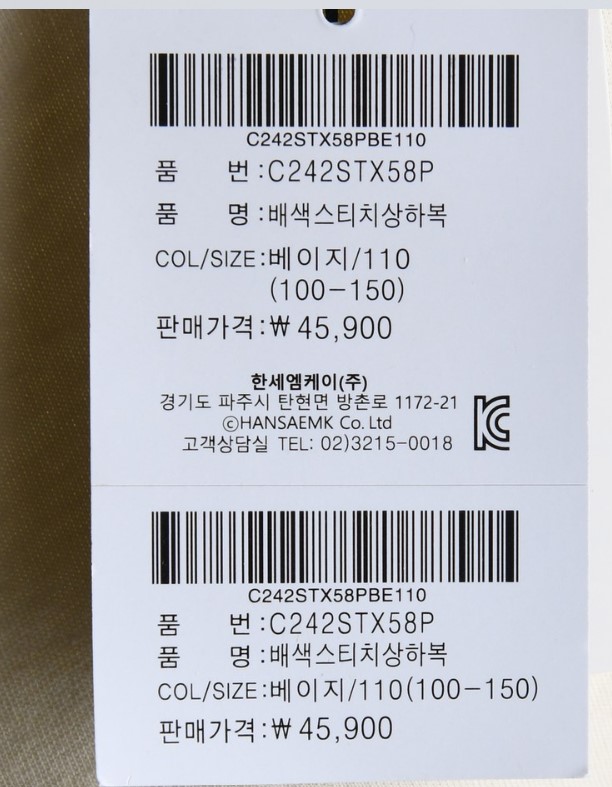 C242STX58PBE110
품 번 :C242STX58P
품 명 :배색스티치상하복
COL/SIZE:베이지/110
(100-150)
판매가격:₩ 45,900
한세엠케이(주)
경기도 파주시 탄현면 방촌로 1172-21
©HANSAEMK Co. Ltd
고객상담실 TEL: 02)3215-0018
C242STX58PBE110
품 번 :C242STX58P
품 명 :배색스티치상하복
COL/SIZE:베이지/110(100-150)
판매가격:₩ 45,900